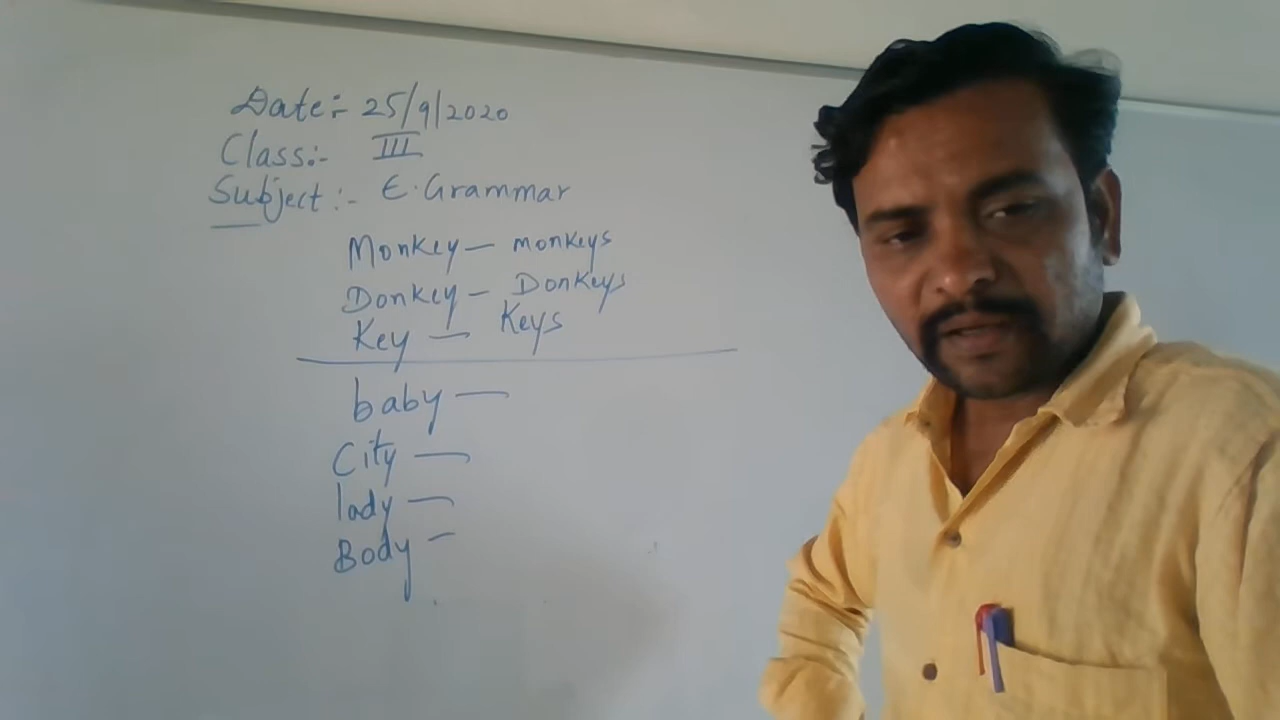 Date:- 25/9/2020
Class:- III
Subject:- E. Grammar
Monkey — monkeys
Donkey — Donkeys
Key — Keys
baby —
City —
lady —
Body —